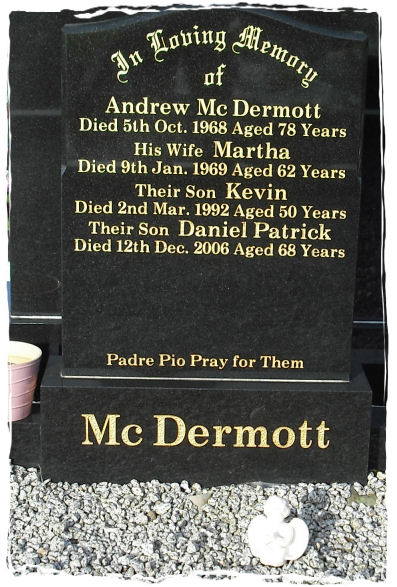 In Loving Memory
of
Andrew Mc Dermott
Died 5th Oct. 1968 Aged 78 Years
His Wife Martha
Died 9th Jan. 1969 Aged 62 Years
Their Son Kevin
Died 2nd Mar. 1992 Aged 50 Years
Their Son Daniel Patrick
Died 12th Dec. 2006 Aged 68 Years
Padre Pio Pray for Them
Mc Dermott